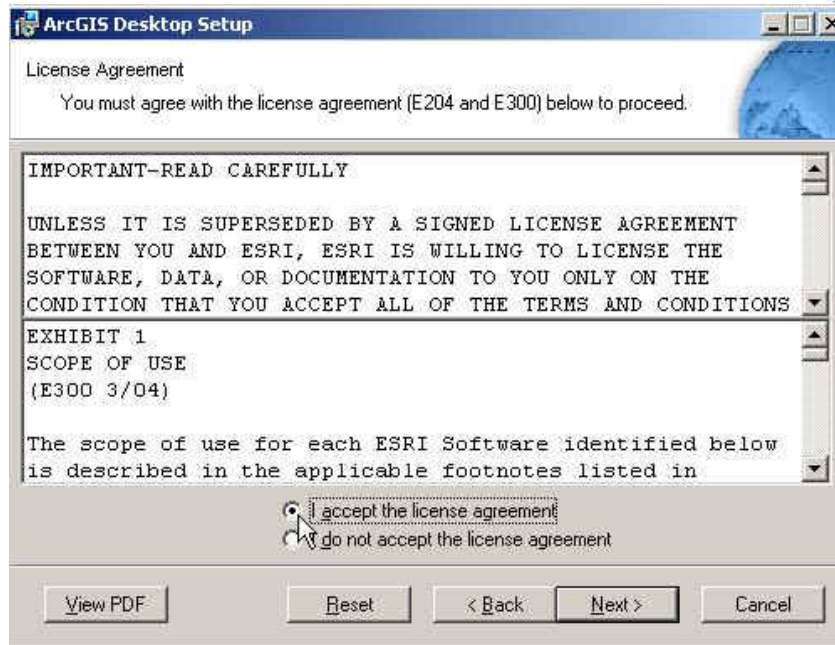 ArcGIS Desktop Setup
License Agreement
You must agree with the license agreement (E204 and E300) below to proceed.
IMPORTANT-READ CAREFULLY
UNLESS IT IS SUPERSEDED BY A SIGNED LICENSE AGREEMENT
BETWEEN YOU AND ESRI, ESRI IS WILLING TO LICENSE THE
SOFTWARE, DATA, OR DOCUMENTATION TO YOU ONLY ON THE
CONDITION THAT YOU ACCEPT ALL OF THE TERMS AND CONDITIONS
EXHIBIT 1
SCOPE OF USE
(E300 3/04)
The scope of use for each ESRI Software identified below
is described in the applicable footnotes listed in
I accept the license agreement
I do not accept the license agreement
View PDF Reset < Back Next > Cancel